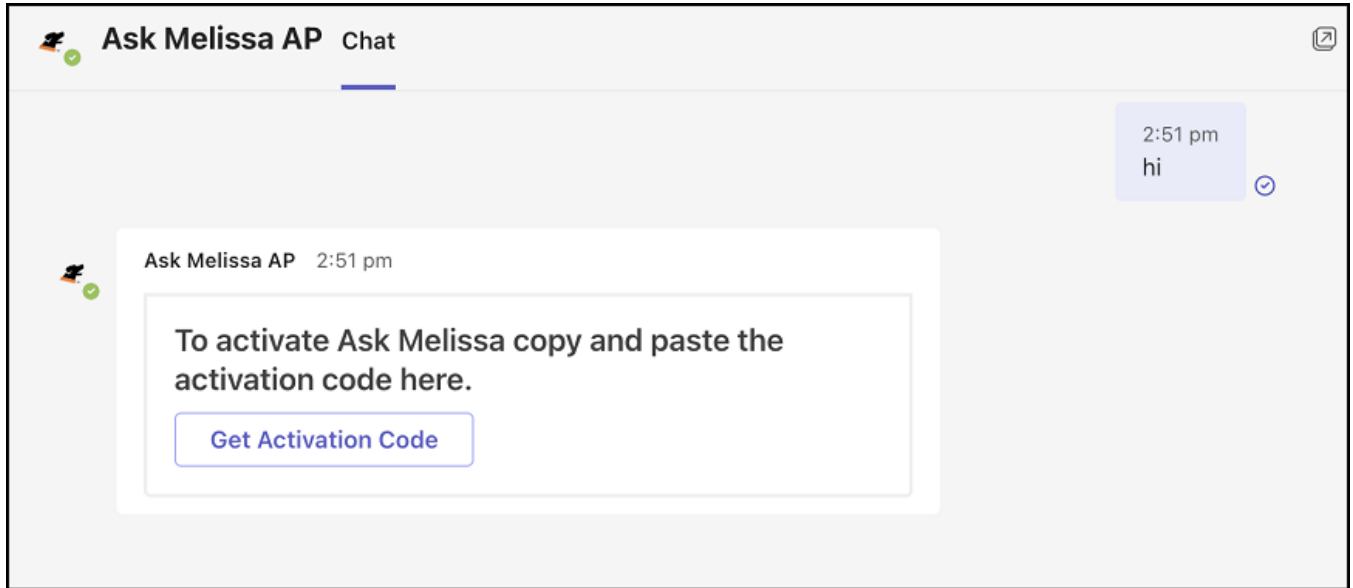 Ask Melissa AP Chat
2:51 pm
hi
Ask Melissa AP 2:51 pm
To activate Ask Melissa copy and paste the
activation code here.
Get Activation Code